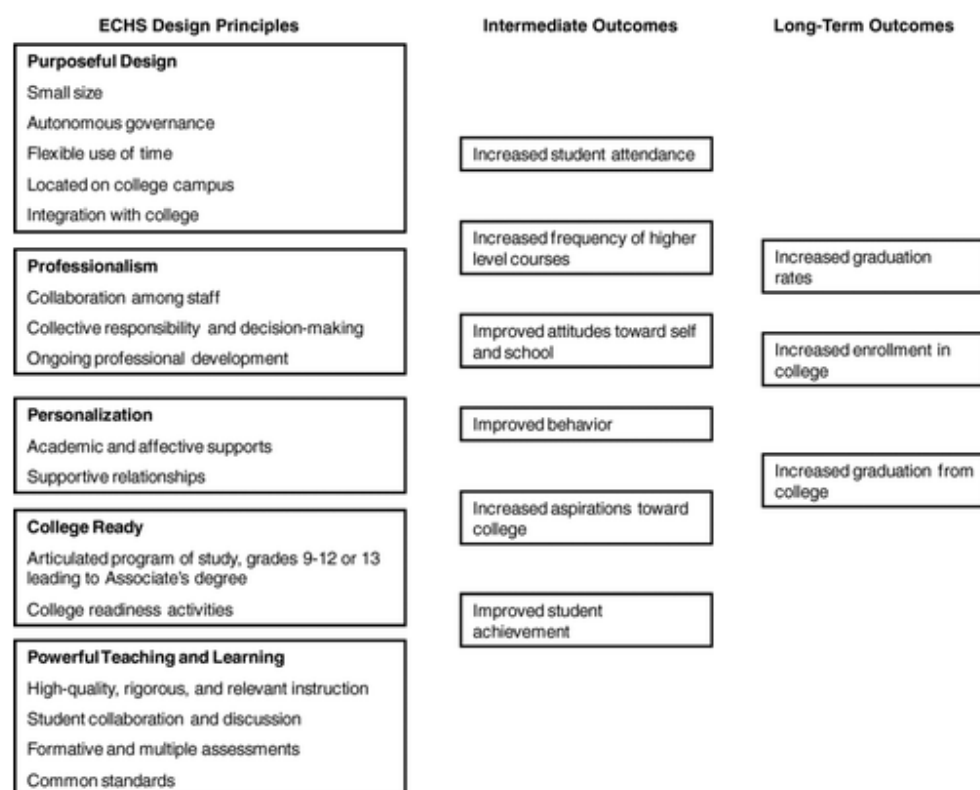 ECHS Design Principles
Purposeful Design
Small size
Autonomous governance
Flexible use of time
Located on college campus
Integration with college
Professionalism
Collaboration among staff
Collective responsibility and decision-making
Ongoing professional development
Personalization
Academic and affective supports
Supportive relationships
College Ready
Articulated program of study, grades 9-12 or 13
leading to Associate's degree
College readiness activities
Powerful Teaching and Learning
High-quality, rigorous, and relevant instruction
Student collaboration and discussion
Formative and multiple assessments
Common standards
Intermediate Outcomes
Increased student attendance
Increased frequency of higher
level courses
Improved attitudes toward self
and school
Improved behavior
Increased aspirations toward
college
Improved student
achievement
Long-Term Outcomes
Increased graduation
rates
Increased enrollment in
college
Increased graduation from
college